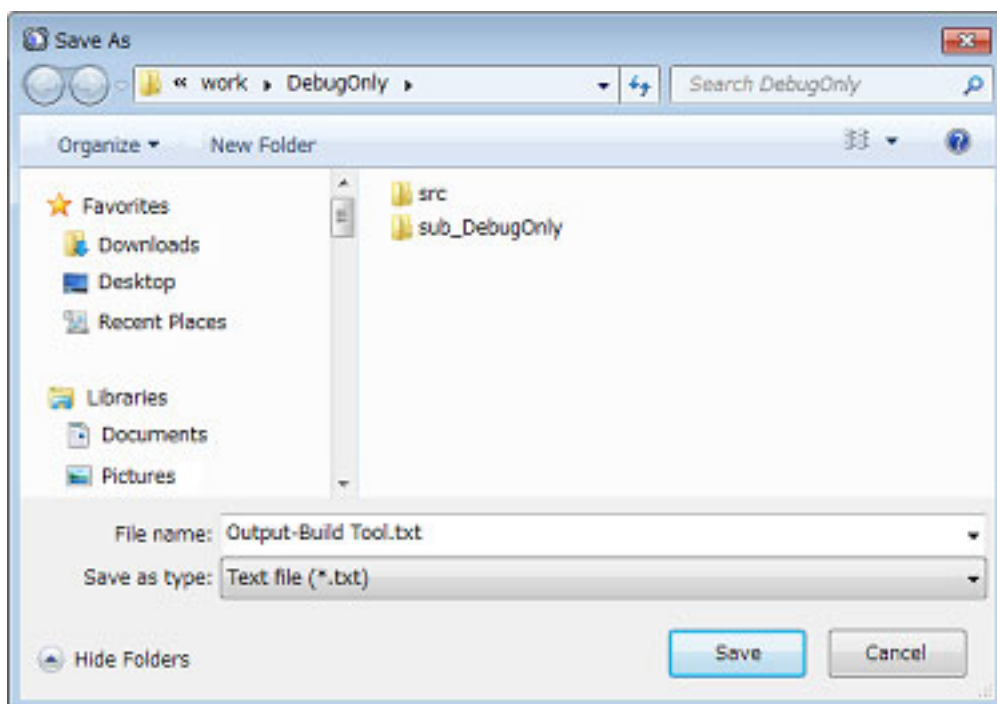 Save As
« work ▸ DebugOnly ▸
Search DebugOnly
Organize ▾ New Folder
Favorites
Downloads
Desktop
Recent Places
Libraries
Documents
Pictures
src
sub_DebugOnly
File name: Output-Build Tool.txt
Save as type: Text file (*.txt)
Hide Folders
Save
Cancel